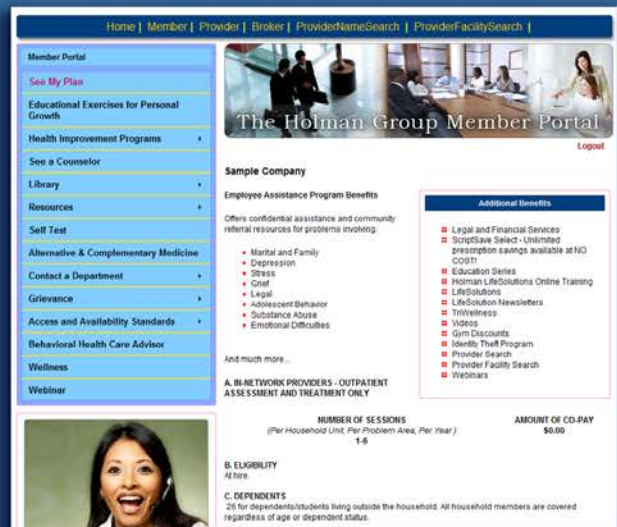 Home | Member | Provider | Broker | ProviderNameSearch | ProviderFacilitySearch |
Member Portal
See My Plan
Educational Exercises for Personal
Growth
Health Improvement Programs
See a Counselor
Library
Resources
Self Test
Alternative & Complementary Medicine
Contact a Department
Grievance
Access and Availability Standards
Behavioral Health Care Advisor
Wellness
Webinar
The Holman Group Member Portal
Logout
Sample Company
Employee Assistance Program Benefits
Offers confidential assistance and community
referral resources for problems involving:
Marital and Family
Depression
Stress
Grief
Legal
Adolescent Behavior
Substance Abuse
Emotional Difficulties
And much more...
Additional Benefits
Legal and Financial Services
ScriptSave Select - Unlimited
prescription savings available at NO
COST!
Education Series
Holman LifeSolutions Online Training
LifeSolutions
LifeSolution Newsletters
TriWellness
Videos
Gym Discounts
Identity Theft Program
Provider Search
Provider Facility Search
Webinars
A. IN-NETWORK PROVIDERS - OUTPATIENT
ASSESSMENT AND TREATMENT ONLY
NUMBER OF SESSIONS
(Per Household Unit, Per Problem Area, Per Year )
1-6
AMOUNT OF CO-PAY
$0.00
B. ELIGIBILITY
At hire.
C. DEPENDENTS
26 for dependents/students living outside the household. All household members are covered
regardless of age or dependent status.